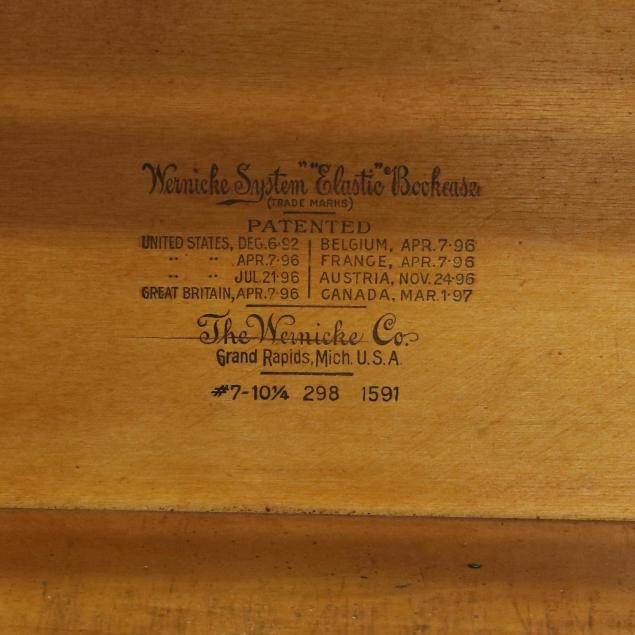 Wernicke System" "Elastic" Bookcase
(TRADE MARKS)
PATENTED
UNITED STATES, DEC.6-92 | BELGIUM, APR.7-96
" " APR.7-96 | FRANCE, APR.7-96
" " JUL.21-96 | AUSTRIA, NOV.24-96
GREAT BRITAIN, APR.7-96 | CANADA, MAR.1-97
The Wernicke Co.
Grand Rapids, Mich. U.S.A.
#7-10¼ 298 1591